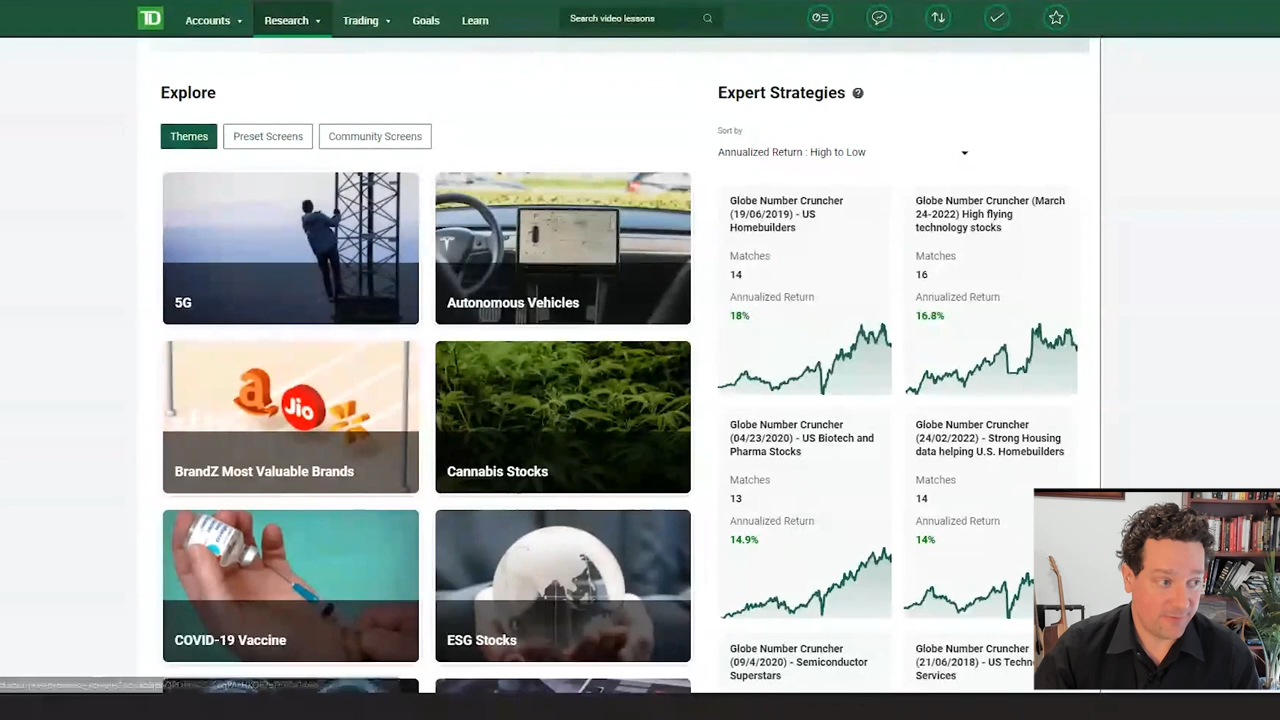 TD
Accounts
Research
Trading
Goals
Learn
Search video lessons
Explore
Themes
Preset Screens
Community Screens
5G
Autonomous Vehicles
a
Jio
BrandZ Most Valuable Brands
Cannabis Stocks
COVID-19 Vaccine
ESG Stocks
Expert Strategies
Sort by
Annualized Return : High to Low
Globe Number Cruncher
(19/06/2019) - US
Homebuilders
Matches
14
Annualized Return
18%
Globe Number Cruncher (March
24-2022) High flying
technology stocks
Matches
16
Annualized Return
16.8%
Globe Number Cruncher
(04/23/2020) - US Biotech and
Pharma Stocks
Matches
13
Annualized Return
14.9%
Globe Number Cruncher
(24/02/2022) - Strong Housing
data helping U.S. Homebuilders
Matches
14
Annualized Return
14%
Globe Number Cruncher
(09/4/2020) - Semiconductor
Superstars
Globe Number Cruncher
(21/06/2018) - US Techno
Services